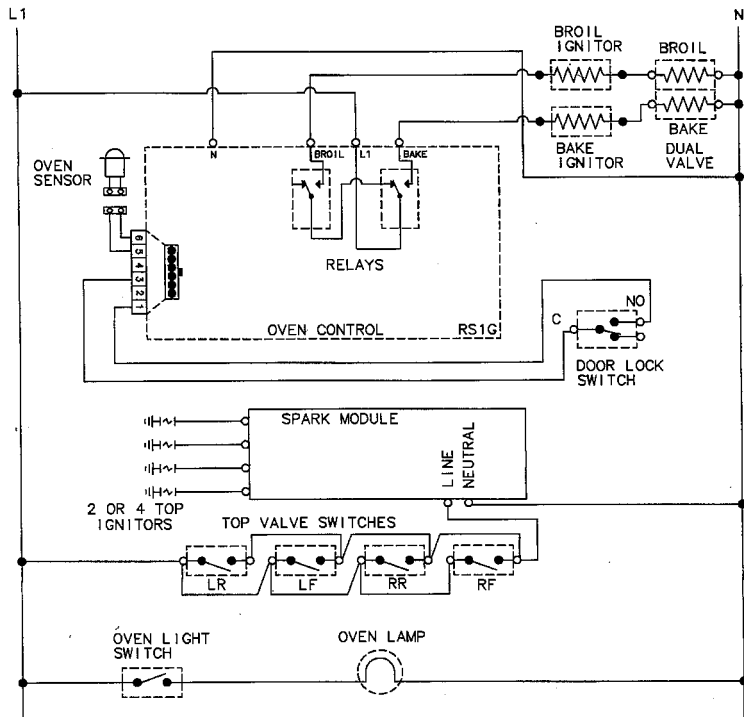 L1
N
BROIL
IGNITOR
BROIL
BAKE
IGNITOR
BAKE
DUAL
VALVE
OVEN
SENSOR
N
BROIL
L1
BAKE
RELAYS
6
5
4
3
2
1
OVEN CONTROL
RS1G
C
NO
DOOR LOCK
SWITCH
SPARK MODULE
LINE
NEUTRAL
2 OR 4 TOP
IGNITORS
TOP VALVE SWITCHES
LR
LF
RR
RF
OVEN LIGHT
SWITCH
OVEN LAMP